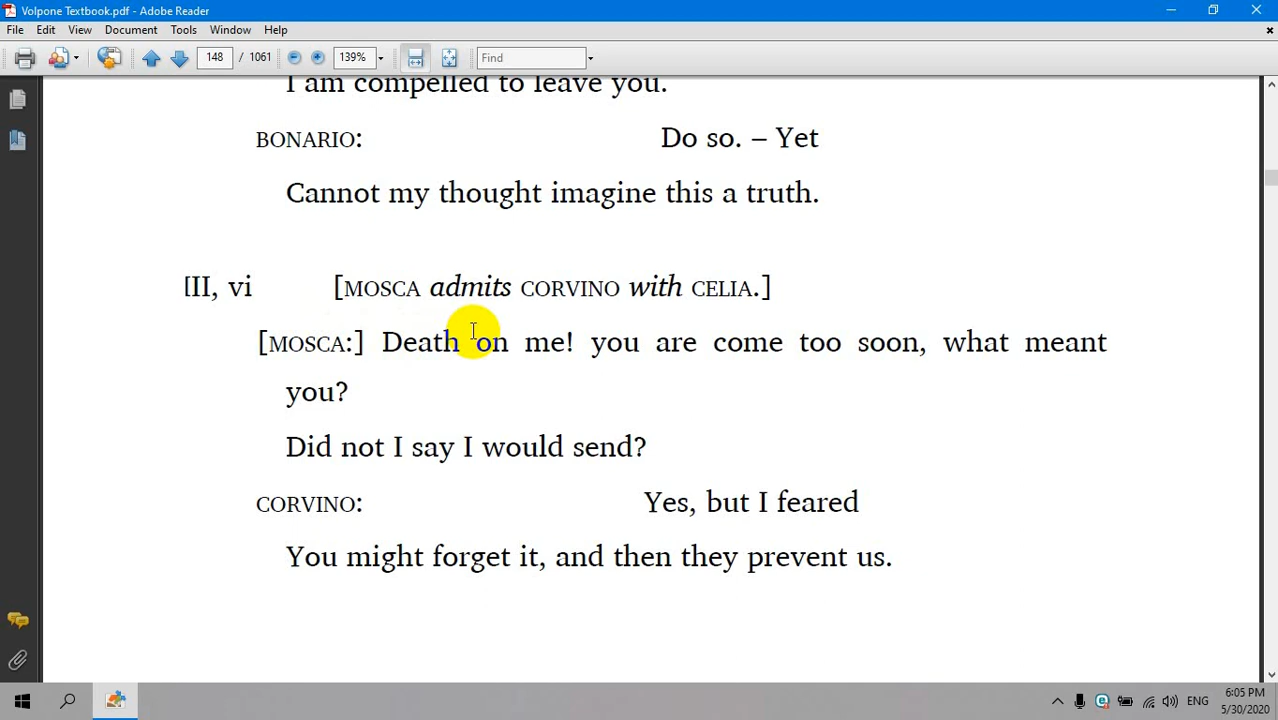 Volpone Textbook.pdf - Adobe Reader
File Edit View Document Tools Window Help
148 / 1061 139% Find
I am compelled to leave you.
BONARIO: Do so. – Yet
Cannot my thought imagine this a truth.
[II, vi [MOSCA admits CORVINO with CELIA.]
[MOSCA:] Death on me! you are come too soon, what meant
you?
Did not I say I would send?
CORVINO: Yes, but I feared
You might forget it, and then they prevent us.
ENG
6:05 PM
5/30/2020